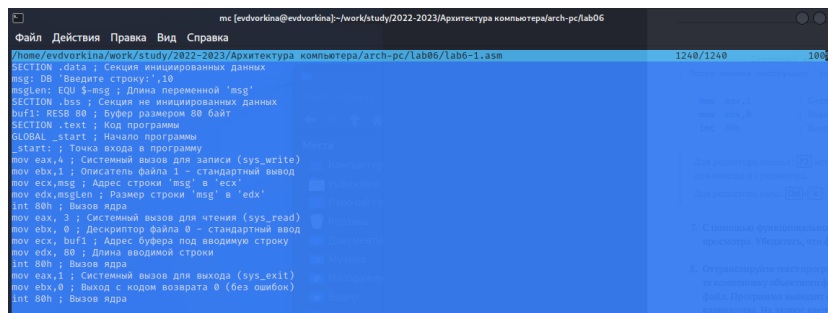 mc [evdvorkina@evdvorkina]:~/work/study/2022-2023/Архитектура компьютера/arch-pc/lab06
Файл Действия Правка Вид Справка
/home/evdvorkina/work/study/2022-2023/Архитектура компьютера/arch-pc/lab06/lab6-1.asm 1240/1240 100%
SECTION .data ; Секция инициированных данных
msg: DB 'Введите строку:',10
msgLen: EQU $-msg ; Длина переменной 'msg'
SECTION .bss ; Секция не инициированных данных
buf1: RESB 80 ; Буфер размером 80 байт
SECTION .text ; Код программы
GLOBAL _start ; Начало программы
_start: ; Точка входа в программу
mov eax,4 ; Системный вызов для записи (sys_write)
mov ebx,1 ; Описатель файла 1 - стандартный вывод
mov ecx,msg ; Адрес строки 'msg' в 'ecx'
mov edx,msgLen ; Размер строки 'msg' в 'edx'
int 80h ; Вызов ядра
mov eax, 3 ; Системный вызов для чтения (sys_read)
mov ebx, 0 ; Дескриптор файла 0 - стандартный ввод
mov ecx, buf1 ; Адрес буфера под вводимую строку
mov edx, 80 ; Длина вводимой строки
int 80h ; Вызов ядра
mov eax,1 ; Системный вызов для выхода (sys_exit)
mov ebx,0 ; Выход с кодом возврата 0 (без ошибок)
int 80h ; Вызов ядра